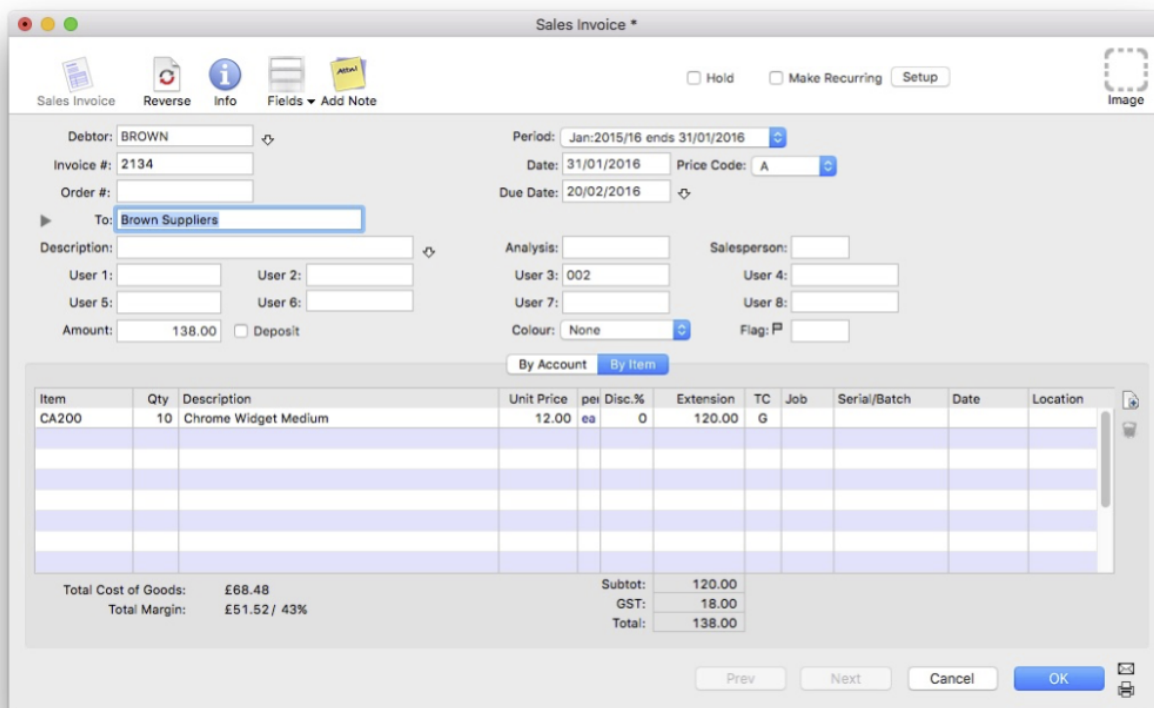 Sales Invoice *
Sales Invoice Reverse Info Fields Add Note Hold Make Recurring Setup Image
Debtor: BROWN Period: Jan:2015/16 ends 31/01/2016
Invoice #: 2134 Date: 31/01/2016 Price Code: A
Order #: Due Date: 20/02/2016
To: Brown Suppliers
Description: Analysis: Salesperson:
User 1: User 2: User 3: 002 User 4:
User 5: User 6: User 7: User 8:
Amount: 138.00 Deposit Colour: None Flag:
By Account By Item
Item Qty Description Unit Price per Disc.% Extension TC Job Serial/Batch Date Location
CA200 10 Chrome Widget Medium 12.00 ea 0 120.00 G
Total Cost of Goods: £68.48 Subtot: 120.00
Total Margin: £51.52/ 43% GST: 18.00
Total: 138.00
Prev Next Cancel OK